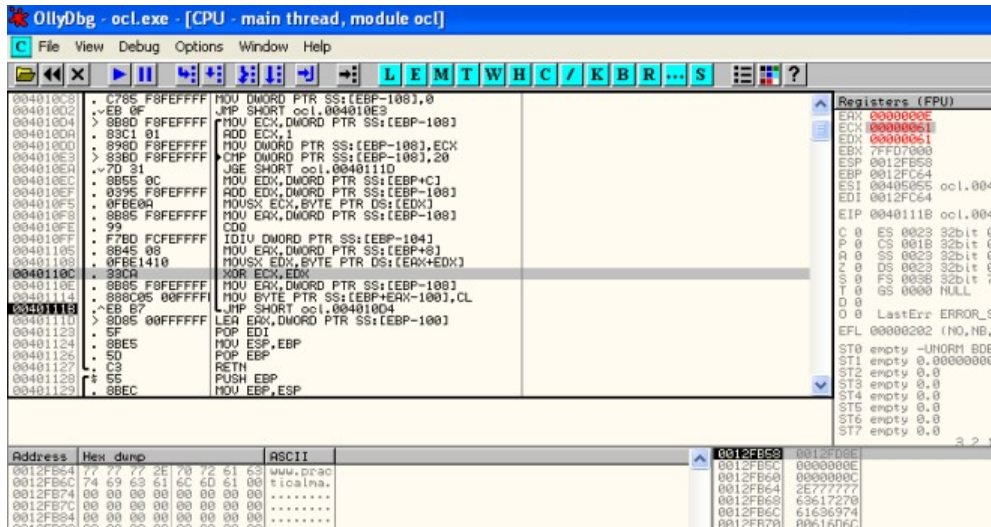 OllyDbg - ocl.exe - [CPU - main thread, module ocl]
C File View Debug Options Window Help
L E M T W H C / K B R ... S ?
004010C8 . C785 F8FEFFFF MOV DWORD PTR SS:[EBP-108],0
004010D2 .˅EB 0F JMP SHORT ocl.004010E3
004010D4 > 8B8D F8FEFFFF MOV ECX,DWORD PTR SS:[EBP-108]
004010DA . 83C1 01 ADD ECX,1
004010DD . 898D F8FEFFFF MOV DWORD PTR SS:[EBP-108],ECX
004010E3 > 83BD F8FEFFFF CMP DWORD PTR SS:[EBP-108],20
004010EA .˅7D 31 JGE SHORT ocl.0040111D
004010EC . 8B55 0C MOV EDX,DWORD PTR SS:[EBP+C]
004010EF . 0395 F8FEFFFF ADD EDX,DWORD PTR SS:[EBP-108]
004010F5 . 0FBE0A MOVSX ECX,BYTE PTR DS:[EDX]
004010F8 . 8B85 F8FEFFFF MOV EAX,DWORD PTR SS:[EBP-108]
004010FE . 99 CDQ
004010FF . F7BD FCFEFFFF IDIV DWORD PTR SS:[EBP-104]
00401105 . 8B45 08 MOV EAX,DWORD PTR SS:[EBP+8]
00401108 . 0FBE1410 MOVSX EDX,BYTE PTR DS:[EAX+EDX]
0040110C . 33CA XOR ECX,EDX
0040110E . 8B85 F8FEFFFF MOV EAX,DWORD PTR SS:[EBP-108]
00401114 . 888C05 00FFFFF MOV BYTE PTR SS:[EBP+EAX-100],CL
0040111B .^EB B7 JMP SHORT ocl.004010D4
0040111D > 8D85 00FFFFFF LEA EAX,DWORD PTR SS:[EBP-100]
00401123 . 5F POP EDI
00401124 . 8BE5 MOV ESP,EBP
00401126 . 5D POP EBP
00401127 . C3 RETN
00401128 $ 55 PUSH EBP
00401129 . 8BEC MOV EBP,ESP
Registers (FPU)
EAX 0000000E
ECX 00000061
EDX 00000061
EBX 7FFD7000
ESP 0012FB58
EBP 0012FC64
ESI 00405055 ocl.004
EDI 0012FC64
EIP 0040111B ocl.004
C 0 ES 0023 32bit 0
P 0 CS 001B 32bit 0
A 0 SS 0023 32bit 0
Z 0 DS 0023 32bit 0
S 0 FS 003B 32bit 7
T 0 GS 0000 NULL
D 0
O 0 LastErr ERROR_S
EFL 00000202 (NO,NB,
ST0 empty -UNORM BDE
ST1 empty 0.00000000
ST2 empty 0.0
ST3 empty 0.0
ST4 empty 0.0
ST5 empty 0.0
ST6 empty 0.0
ST7 empty 0.0
3 2 1
Address Hex dump ASCII
0012FB64 77 77 77 2E 70 72 61 63 www.prac
0012FB6C 74 69 63 61 6C 6D 61 00 ticalma.
0012FB74 00 00 00 00 00 00 00 00 ........
0012FB7C 00 00 00 00 00 00 00 00 ........
0012FB84 00 00 00 00 00 00 00 00 ........
0012FB58 0012FD8E
0012FB5C 0000000E
0012FB60 0000000C
0012FB64 2E777777
0012FB68 63617270
0012FB6C 61636974
0012FB70 00616D6C